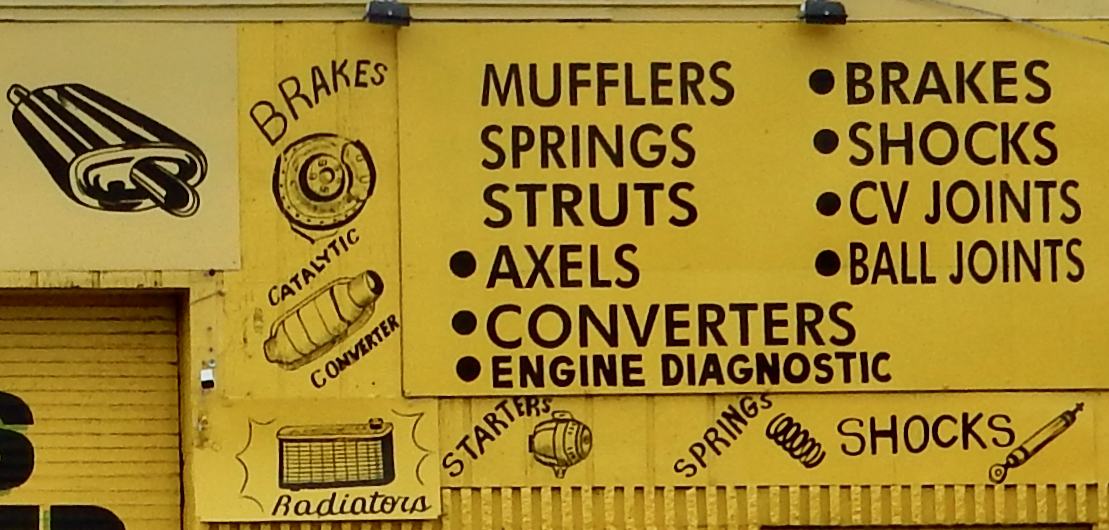 BRAKES
CATALYTIC
CONVERTER
MUFFLERS
SPRINGS
STRUTS
• AXELS
• CONVERTERS
• ENGINE DIAGNOSTIC
• BRAKES
• SHOCKS
• CV JOINTS
• BALL JOINTS
Radiators
STARTERS
SPRINGS
SHOCKS